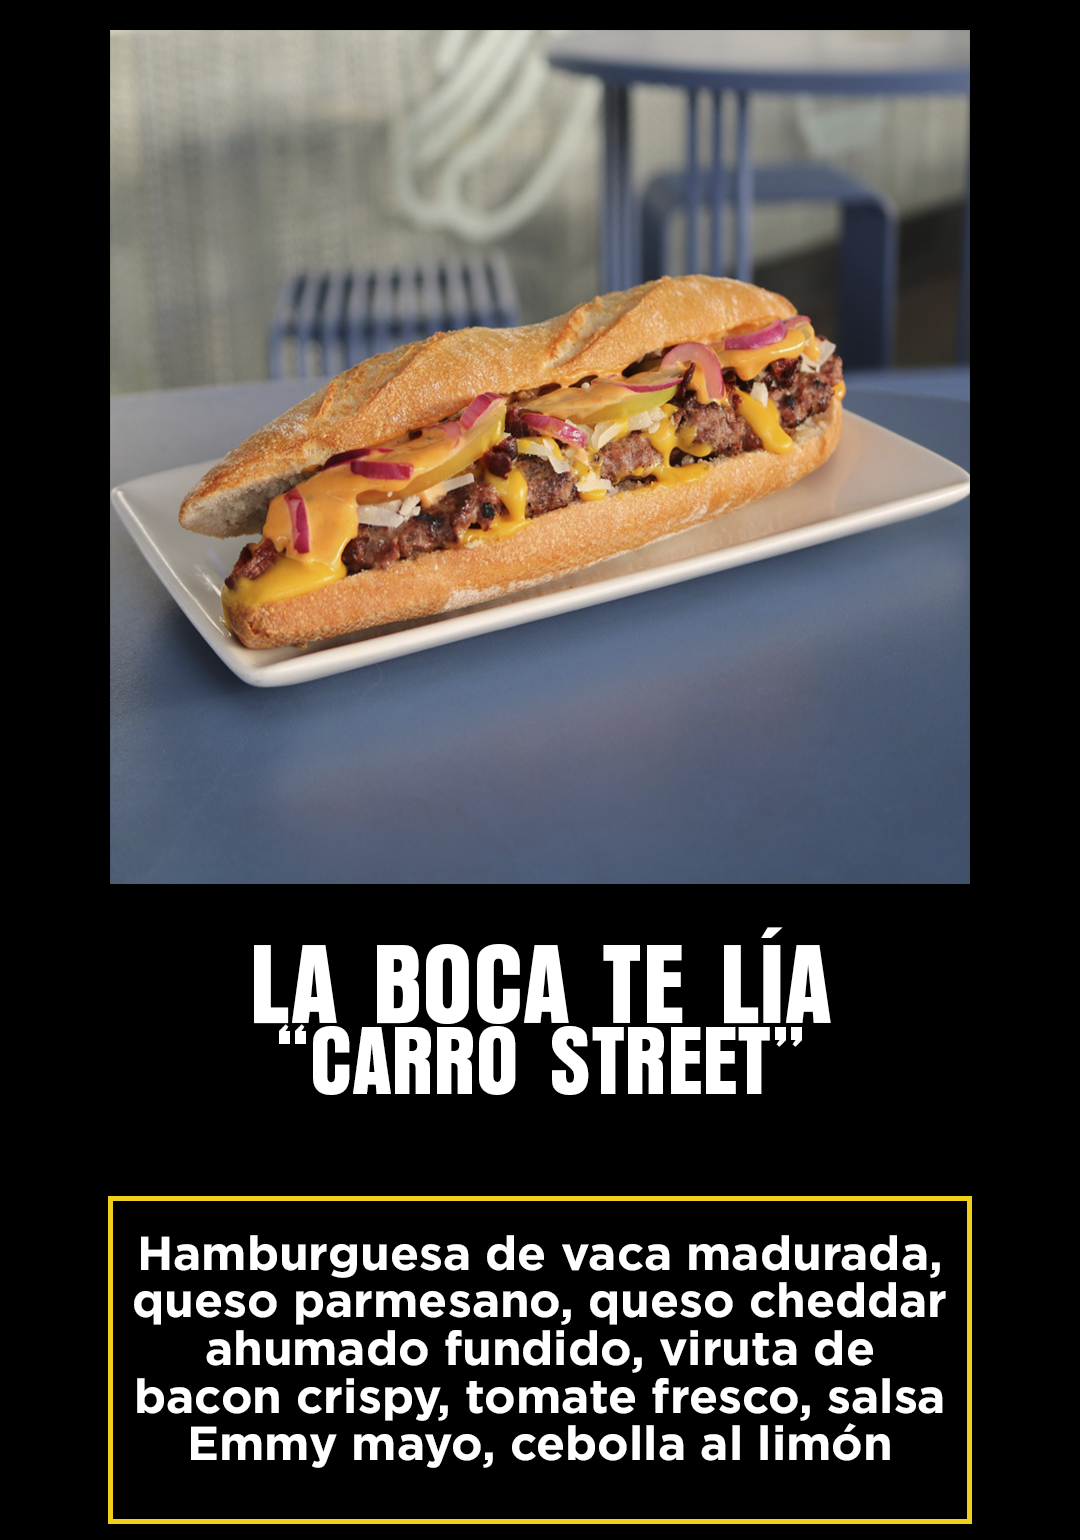 LA BOCA TE LÍA
“CARRO STREET”
Hamburguesa de vaca madurada,
queso parmesano, queso cheddar
ahumado fundido, viruta de
bacon crispy, tomate fresco, salsa
Emmy mayo, cebolla al limón